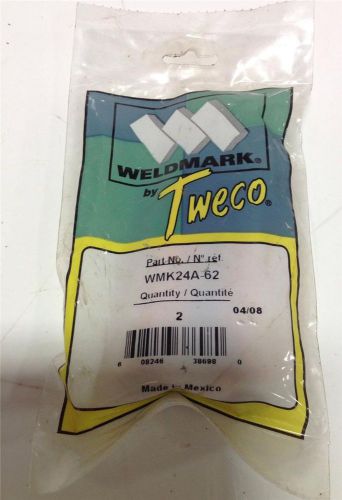 WELDMARK®
by Tweco®
Part No. / N° réf.
WMK24A-62
Quantity / Quantité
2
04/08
6 08246 38698 0
Made in Mexico